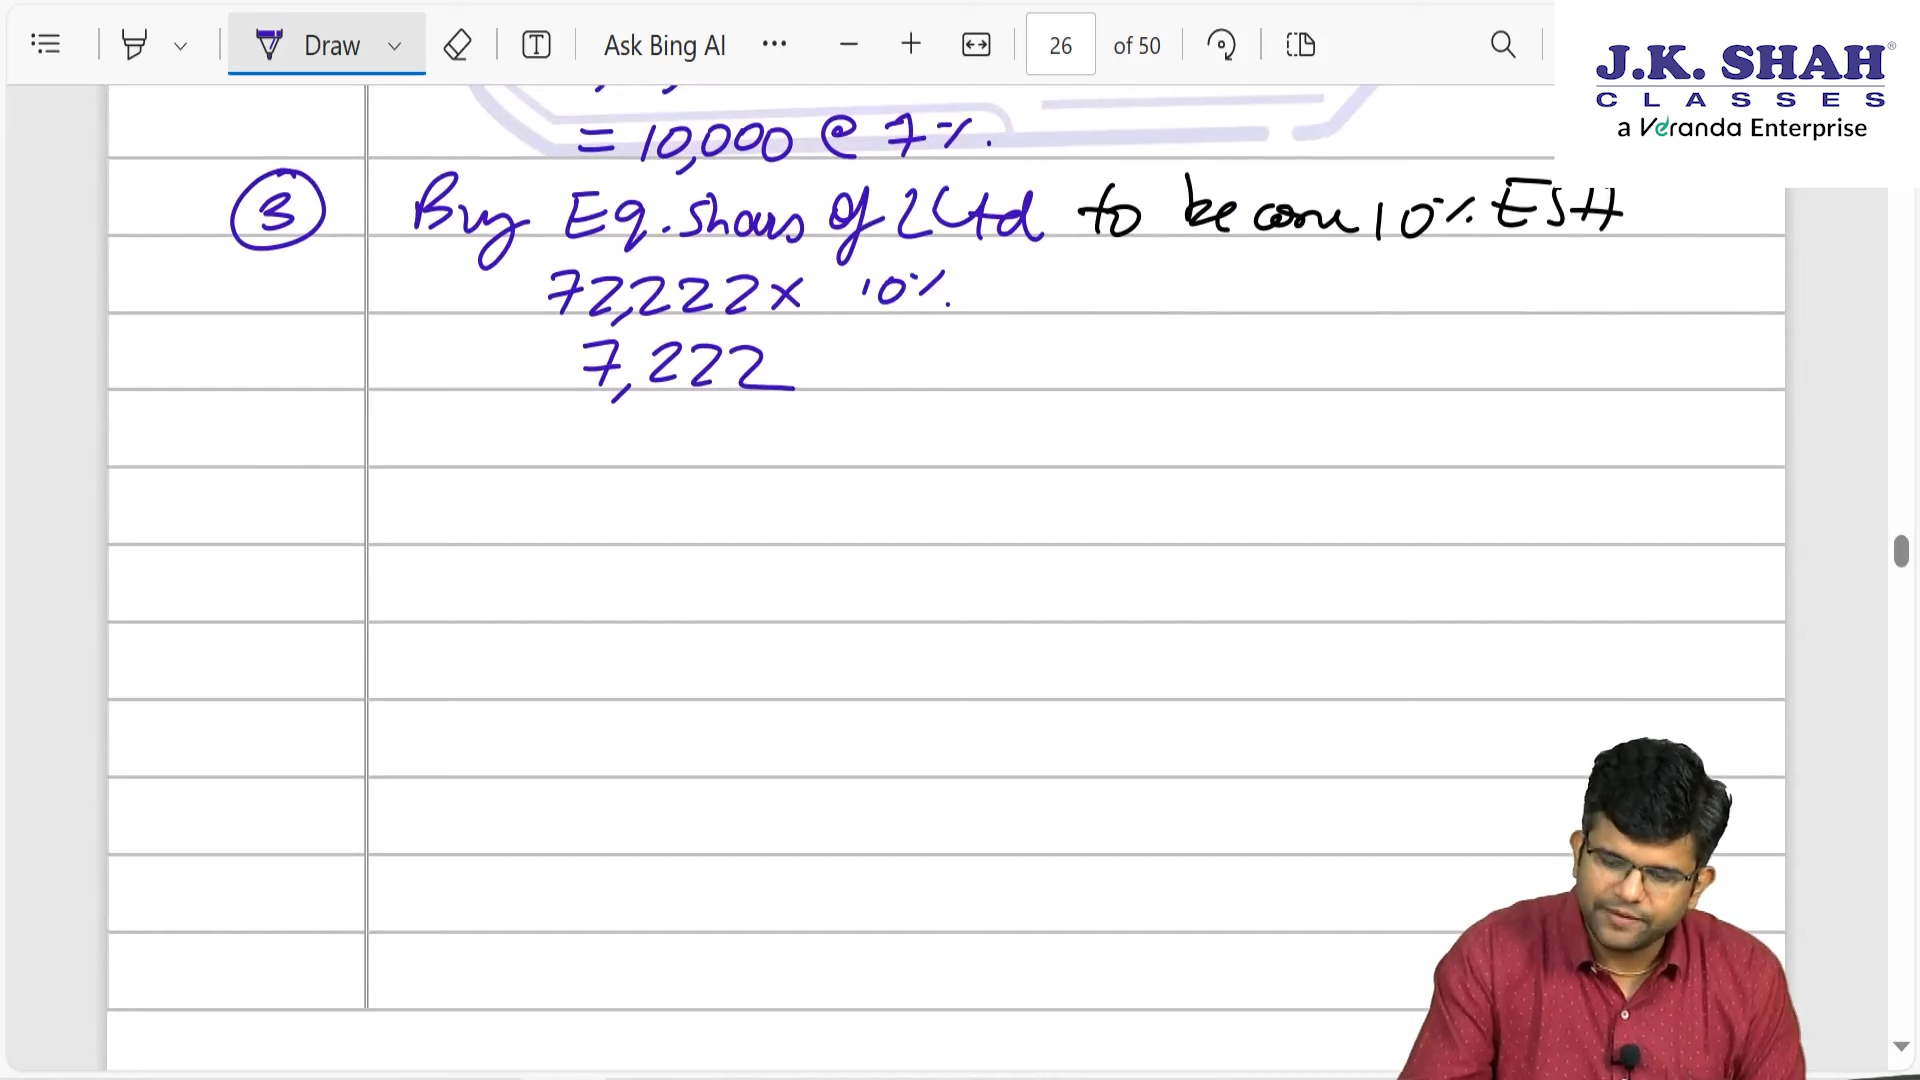 Draw
Ask Bing AI
26 of 50
J.K. SHAH®
CLASSES
a Veranda Enterprise
= 10,000 @ 7%.
3 Buy Eq. Shares of L Ltd to become 10% ESH
72,222 x 10%.
7,222